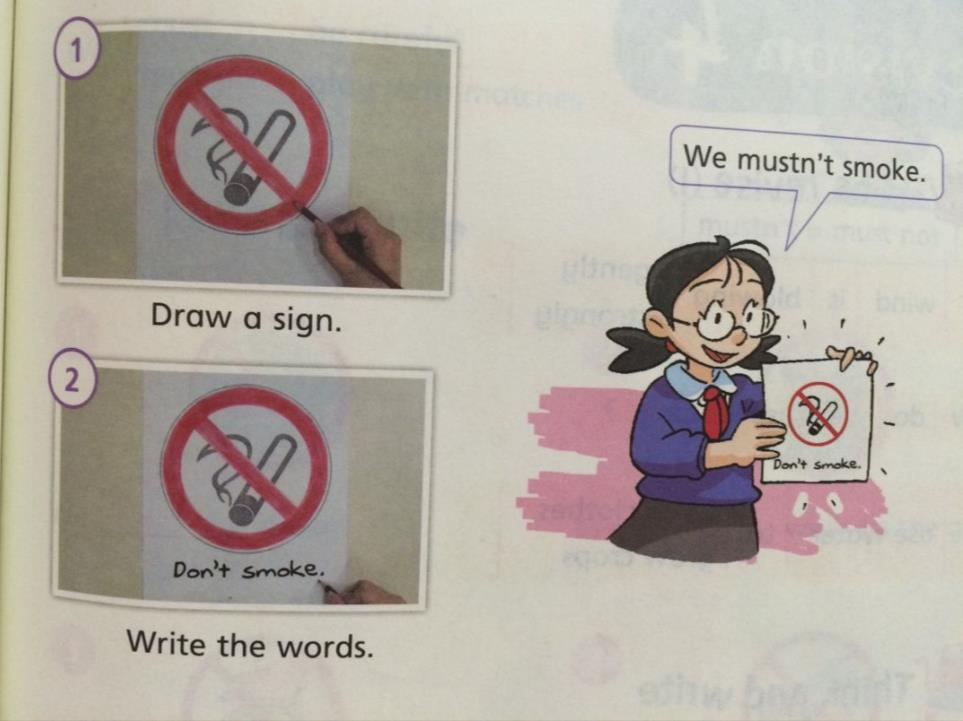 1
Draw a sign.
2
Don't smoke.
Write the words.
We mustn't smoke.
Don't smoke.